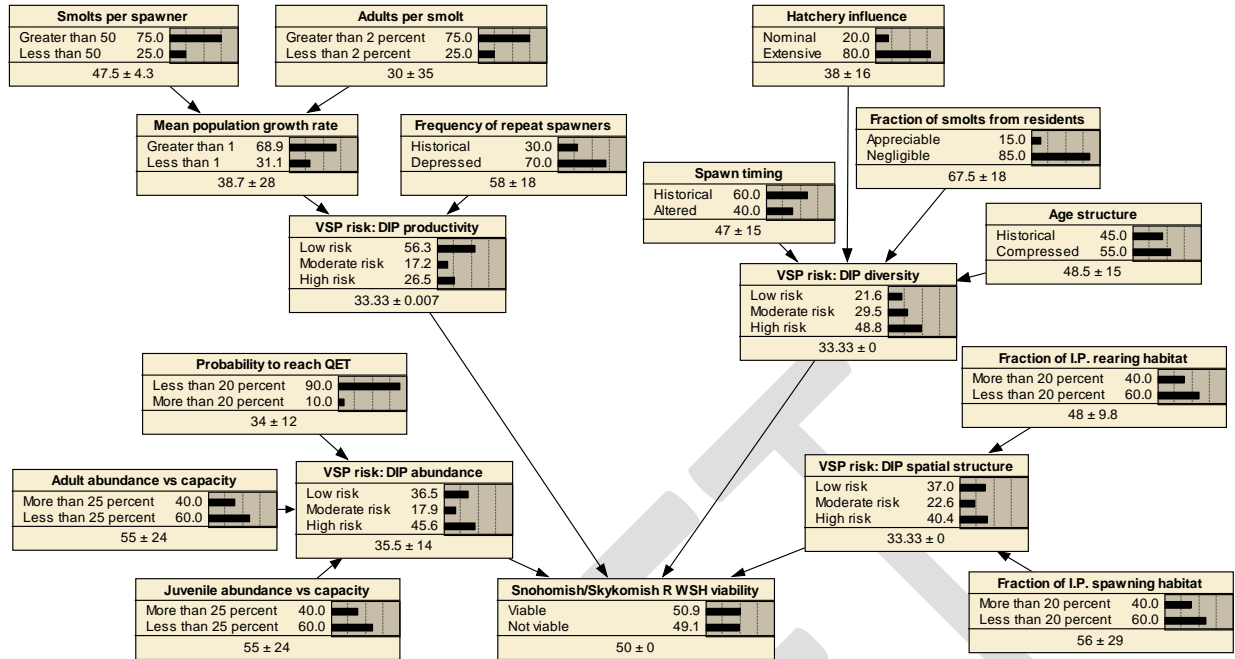 Smolts per spawner
Greater than 50 75.0
Less than 50 25.0
47.5 ± 4.3
Adults per smolt
Greater than 2 percent 75.0
Less than 2 percent 25.0
30 ± 35
Hatchery influence
Nominal 20.0
Extensive 80.0
38 ± 16
Mean population growth rate
Greater than 1 68.9
Less than 1 31.1
38.7 ± 28
Frequency of repeat spawners
Historical 30.0
Depressed 70.0
58 ± 18
Fraction of smolts from residents
Appreciable 15.0
Negligible 85.0
67.5 ± 18
Spawn timing
Historical 60.0
Altered 40.0
47 ± 15
Age structure
Historical 45.0
Compressed 55.0
48.5 ± 15
VSP risk: DIP productivity
Low risk 56.3
Moderate risk 17.2
High risk 26.5
33.33 ± 0.007
VSP risk: DIP diversity
Low risk 21.6
Moderate risk 29.5
High risk 48.8
33.33 ± 0
Probability to reach QET
Less than 20 percent 90.0
More than 20 percent 10.0
34 ± 12
Fraction of I.P. rearing habitat
More than 20 percent 40.0
Less than 20 percent 60.0
48 ± 9.8
Adult abundance vs capacity
More than 25 percent 40.0
Less than 25 percent 60.0
55 ± 24
VSP risk: DIP abundance
Low risk 36.5
Moderate risk 17.9
High risk 45.6
35.5 ± 14
VSP risk: DIP spatial structure
Low risk 37.0
Moderate risk 22.6
High risk 40.4
33.33 ± 0
Juvenile abundance vs capacity
More than 25 percent 40.0
Less than 25 percent 60.0
55 ± 24
Snohomish/Skykomish R WSH viability
Viable 50.9
Not viable 49.1
50 ± 0
Fraction of I.P. spawning habitat
More than 20 percent 40.0
Less than 20 percent 60.0
56 ± 29